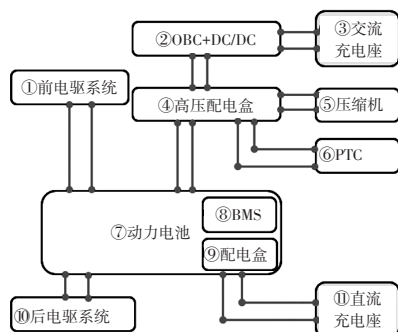 ②OBC+DC/DC
③交流
充电座
①前电驱系统
④高压配电盒
⑤压缩机
⑥PTC
⑦动力电池
⑧BMS
⑨配电盒
⑩后电驱系统
⑪直流
充电座